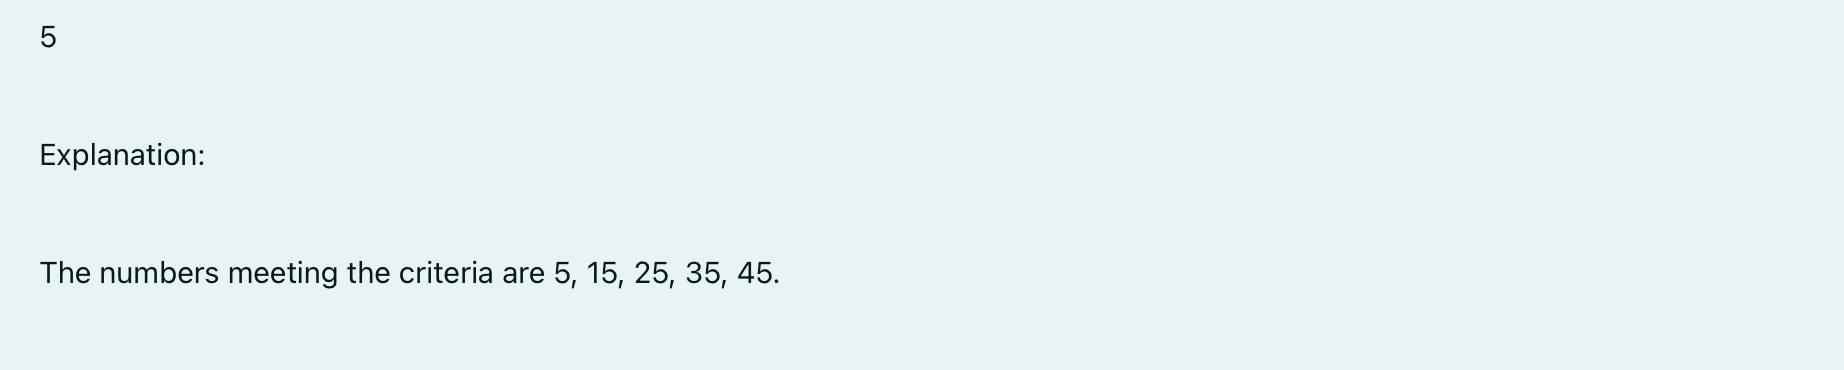 5
Explanation:
The numbers meeting the criteria are 5, 15, 25, 35, 45.